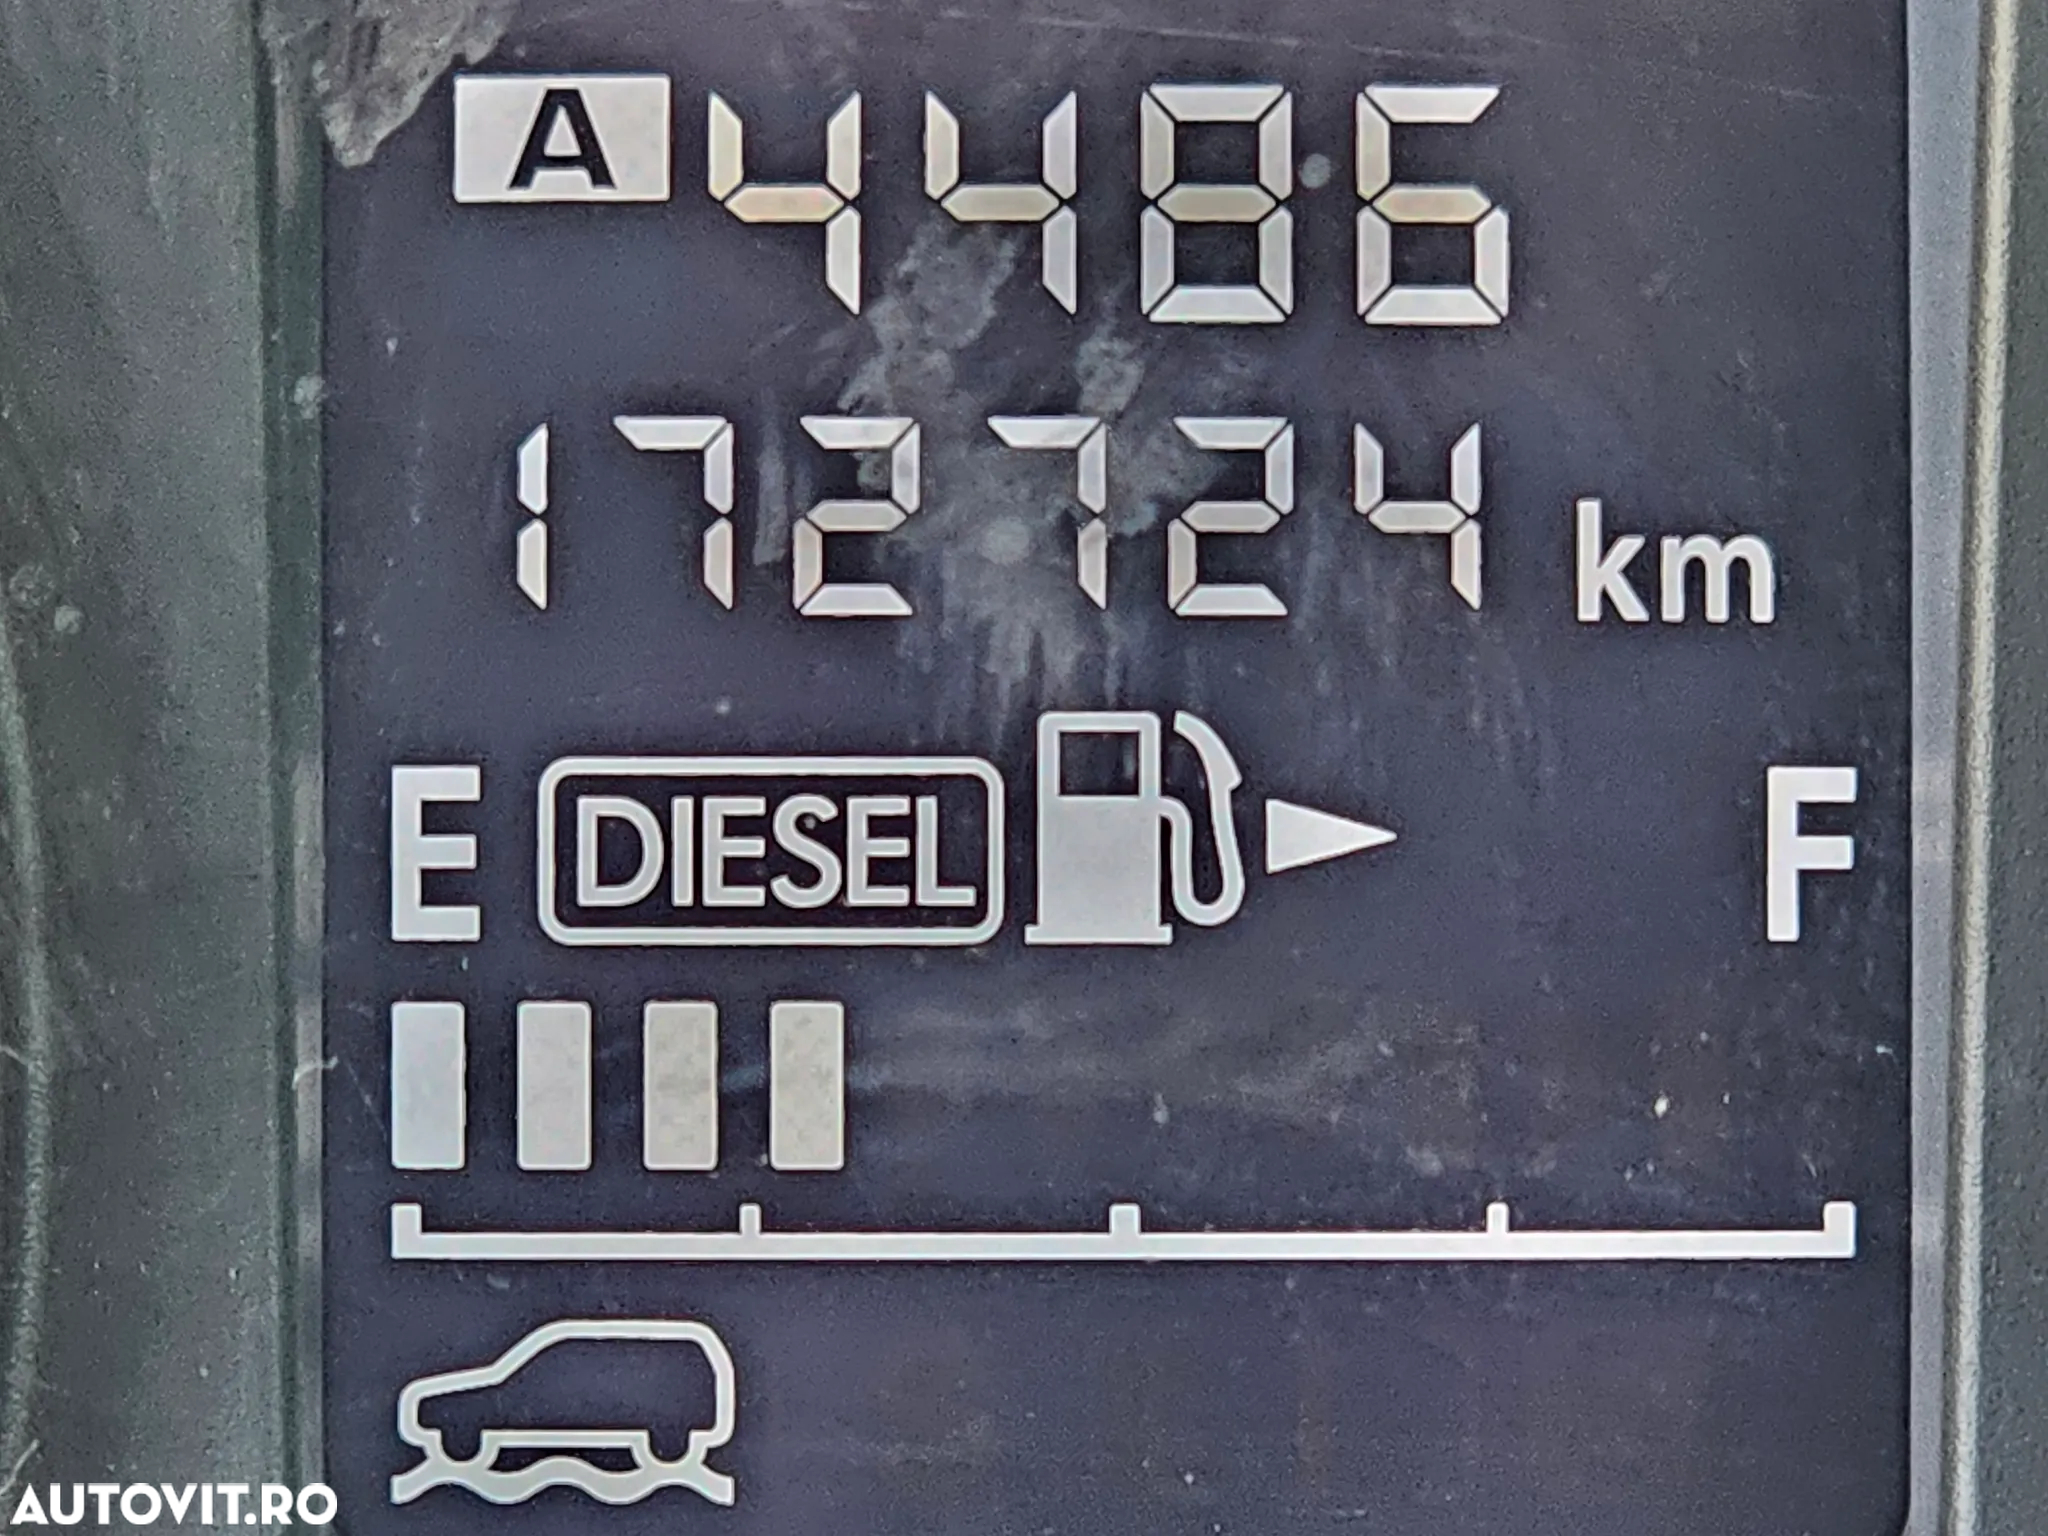 A 4486
172724 km
E DIESEL F
AUTOVIT.RO